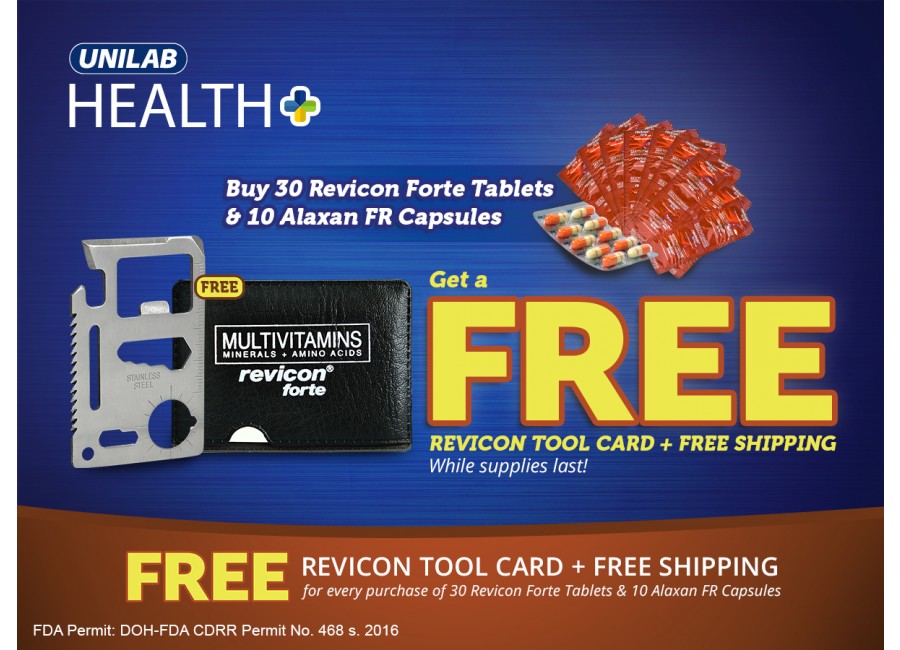 UNILAB
HEALTH
Buy 30 Revicon Forte Tablets
& 10 Alaxan FR Capsules
FREE
Get a
FREE
MULTIVITAMINS
MINERALS + AMINO ACIDS
revicon®
forte
STAINLESS
STEEL
REVICON TOOL CARD + FREE SHIPPING
While supplies last!
FREE REVICON TOOL CARD + FREE SHIPPING
for every purchase of 30 Revicon Forte Tablets & 10 Alaxan FR Capsules
FDA Permit: DOH-FDA CDRR Permit No. 468 s. 2016